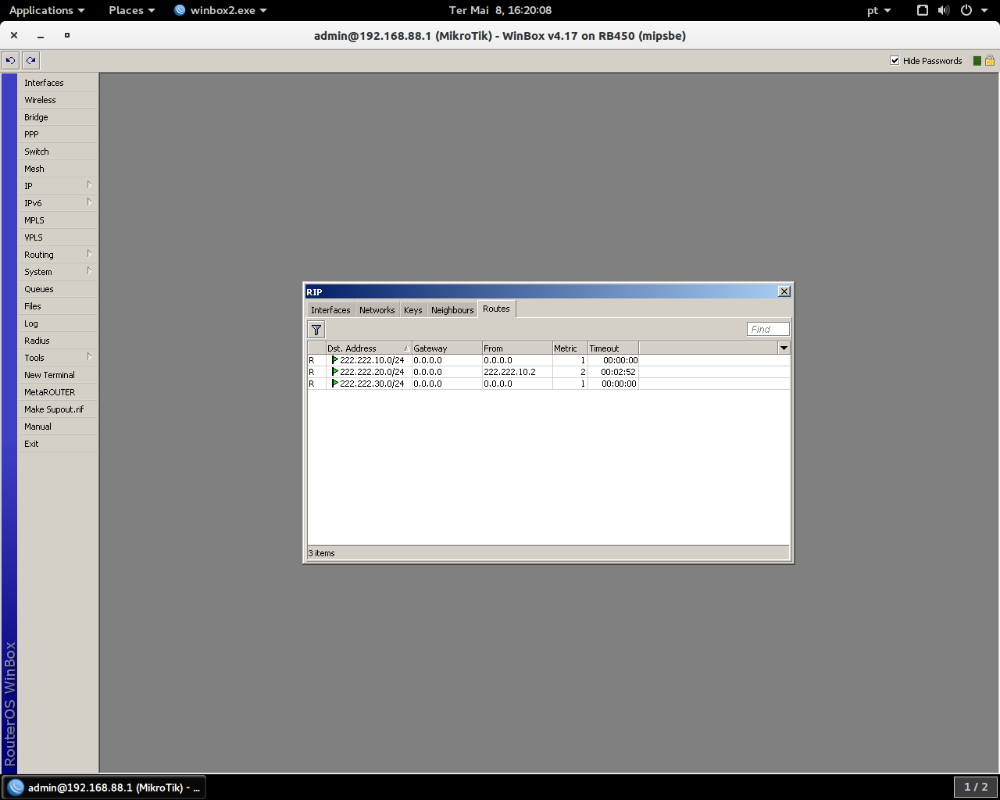 Applications Places winbox2.exe Ter Mai 8, 16:20:08 pt
admin@192.168.88.1 (MikroTik) - WinBox v4.17 on RB450 (mipsbe)
Hide Passwords
Interfaces
Wireless
Bridge
PPP
Switch
Mesh
IP
IPv6
MPLS
VPLS
Routing
System
Queues
Files
Log
Radius
Tools
New Terminal
MetaROUTER
Make Supout.rif
Manual
Exit
RouterOS WinBox
RIP
Interfaces Networks Keys Neighbours Routes
Find
Dst. Address Gateway From Metric Timeout
R 222.222.10.0/24 0.0.0.0 0.0.0.0 1 00:00:00
R 222.222.20.0/24 0.0.0.0 222.222.10.2 2 00:02:52
R 222.222.30.0/24 0.0.0.0 0.0.0.0 1 00:00:00
3 items
admin@192.168.88.1 (MikroTik) - ...
1 / 2